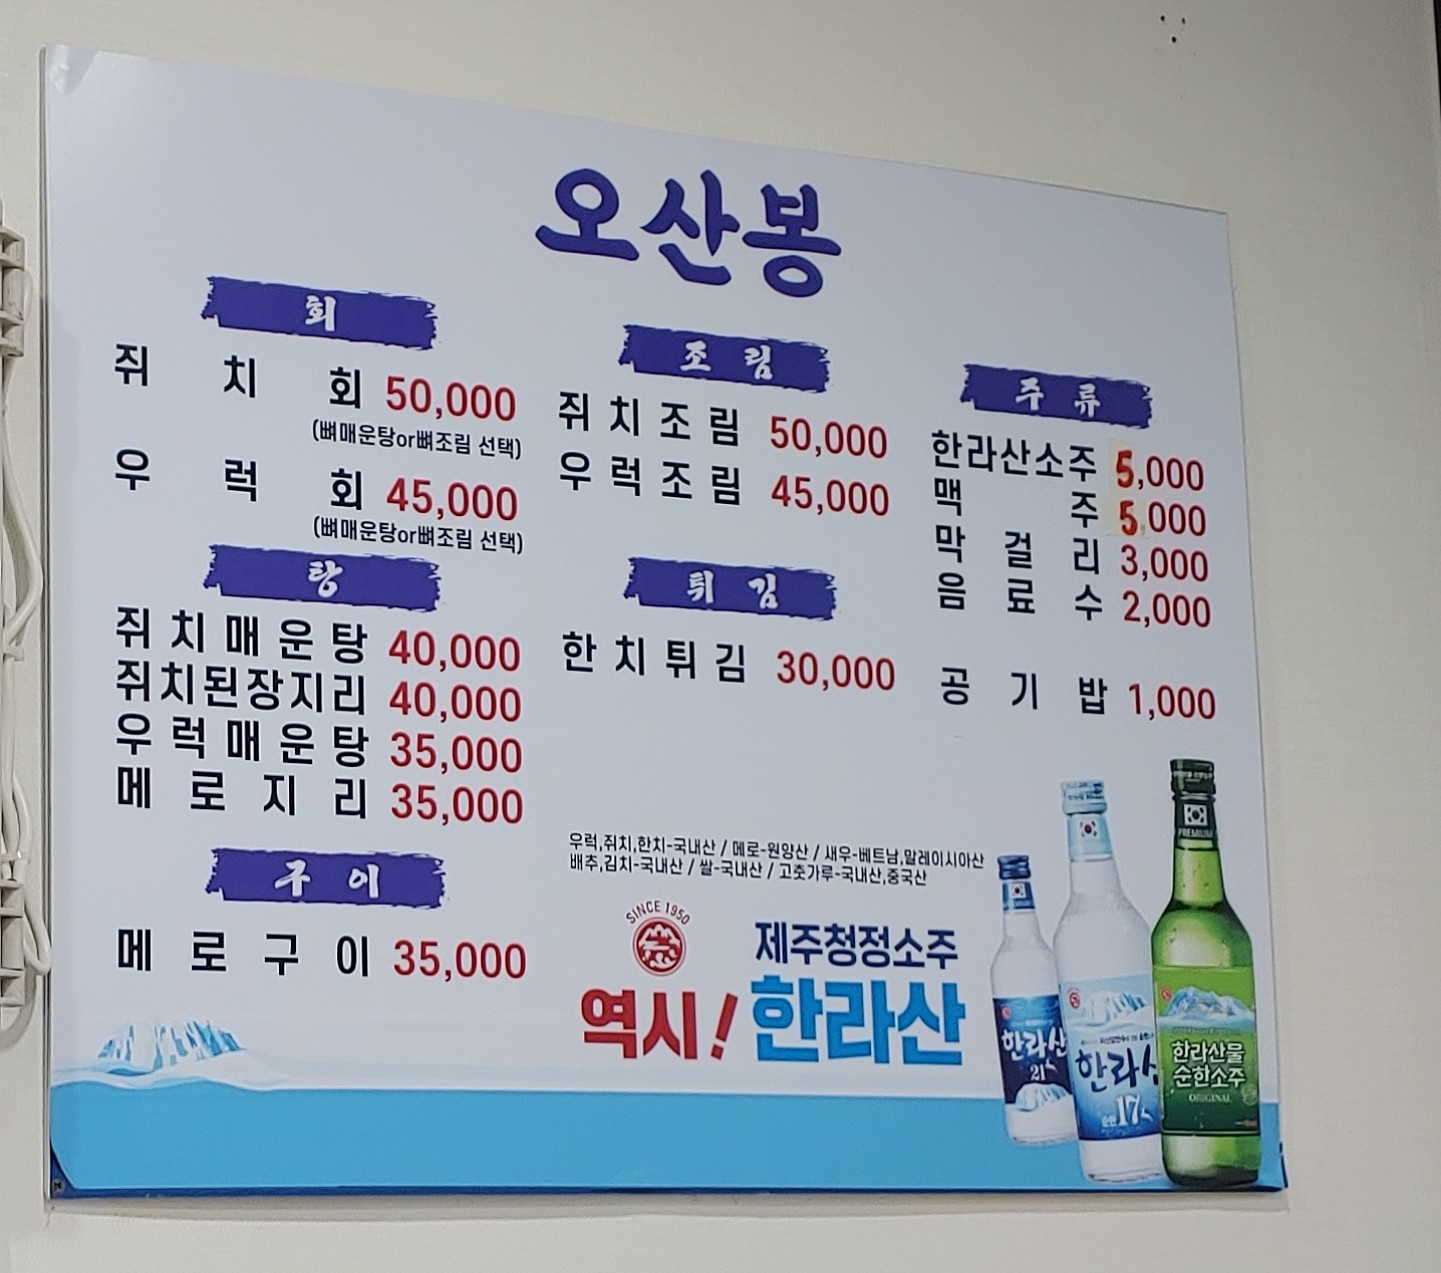 오산봉
회
쥐치회 50,000
(뼈매운탕or뼈조림 선택)
우럭회 45,000
(뼈매운탕or뼈조림 선택)
탕
쥐치매운탕 40,000
쥐치된장지리 40,000
우럭매운탕 35,000
메로지리 35,000
구이
메로구이 35,000
조림
쥐치조림 50,000
우럭조림 45,000
튀김
한치튀김 30,000
주류
한라산소주 5,000
맥주 5,000
막걸리 3,000
음료수 2,000
공기밥 1,000
우럭,쥐치,한치-국내산 / 메로-원양산 / 새우-베트남,말레이시아산
배추,김치-국내산 / 쌀-국내산 / 고춧가루-국내산,중국산
SINCE 1950
제주청정소주
역시! 한라산
한라산
21
한라산
순한 17
PREMIUM
한라산물
순한소주
ORIGINAL